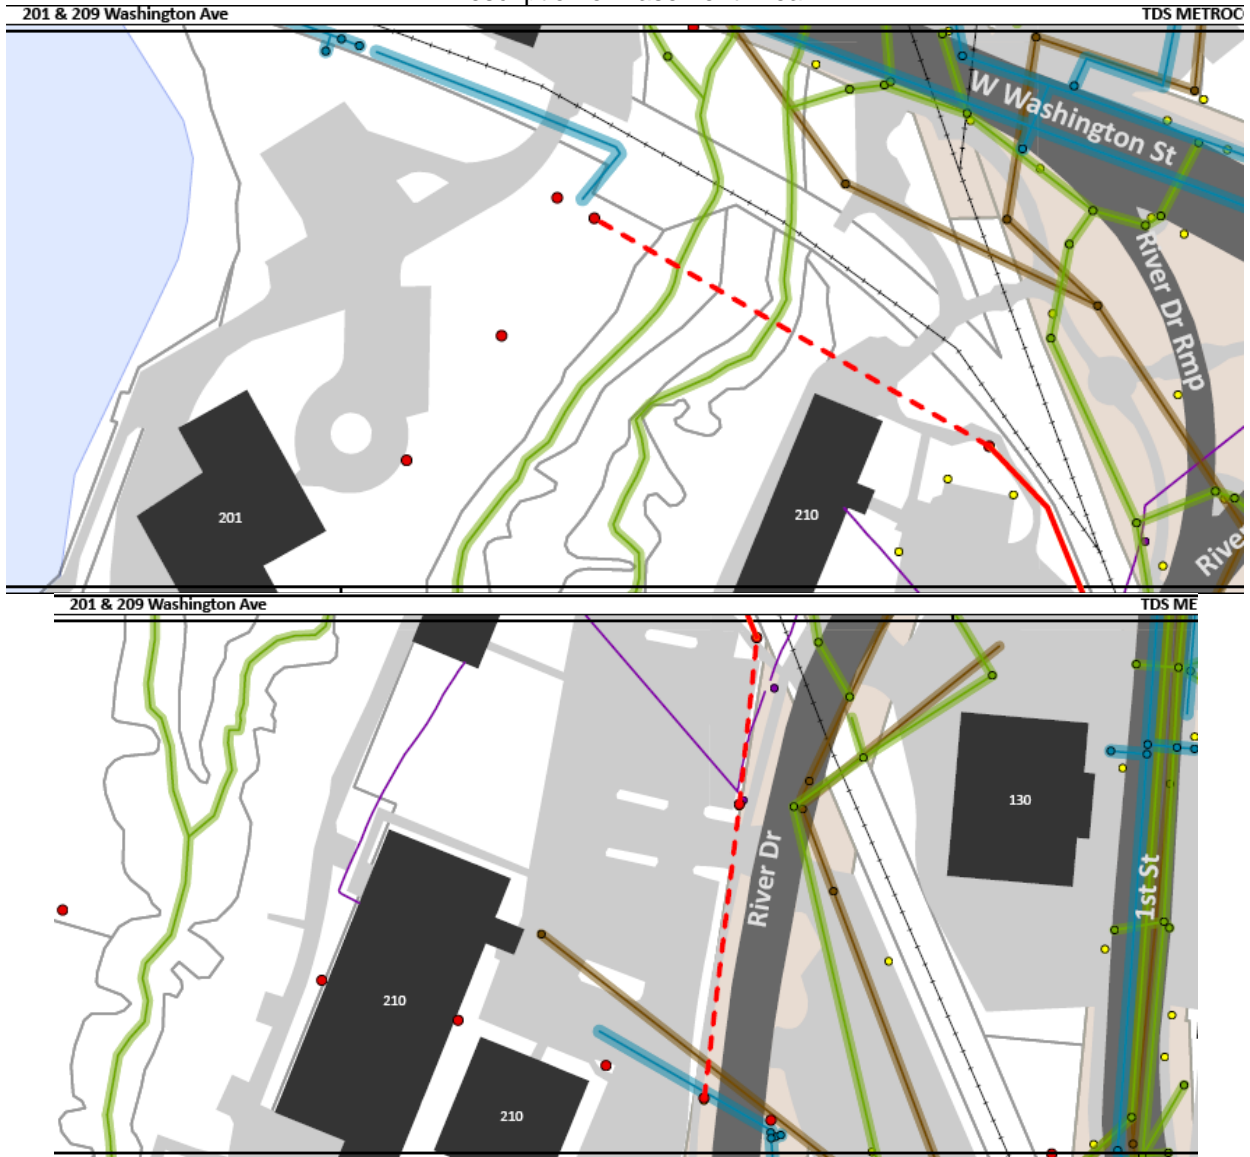 201 & 209 Washington Ave
TDS METROC
W Washington St
River Dr Rmp
201
210
River
201 & 209 Washington Ave
TDS ME
130
River Dr
1st St
210
210